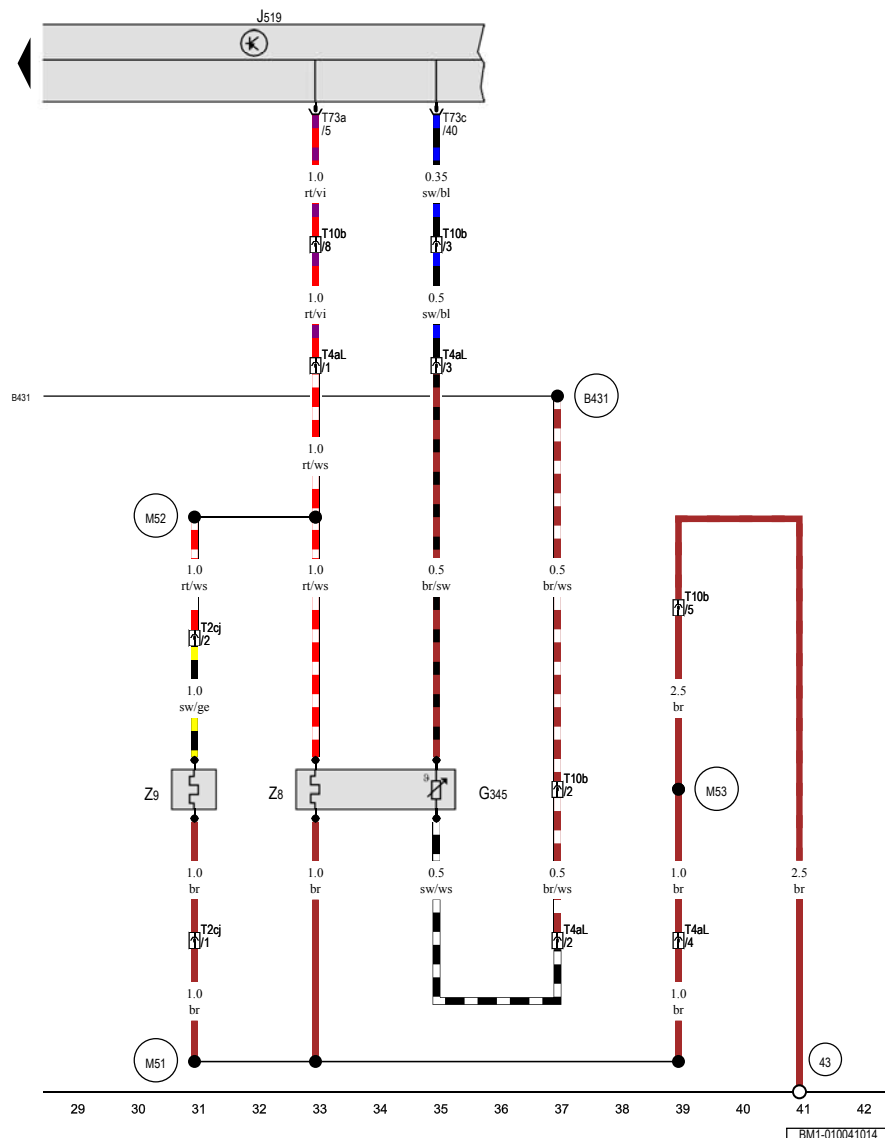 J519
T73a
/5
T73c
/40
1.0
rt/vi
0.35
sw/bl
T10b
/8
T10b
/3
1.0
rt/vi
0.5
sw/bl
T4aL
/1
T4aL
/3
B431
B431
1.0
rt/ws
M52
1.0
rt/ws
1.0
rt/ws
0.5
br/sw
0.5
br/ws
T10b
/5
T2cj
/2
1.0
sw/ge
2.5
br
Z9
Z8
ϑ
G345
T10b
/2
M53
1.0
br
1.0
br
0.5
sw/ws
0.5
br/ws
1.0
br
2.5
br
T2cj
/1
T4aL
/2
T4aL
/4
1.0
br
1.0
br
M51
43
29 30 31 32 33 34 35 36 37 38 39 40 41 42
BM1-010041014